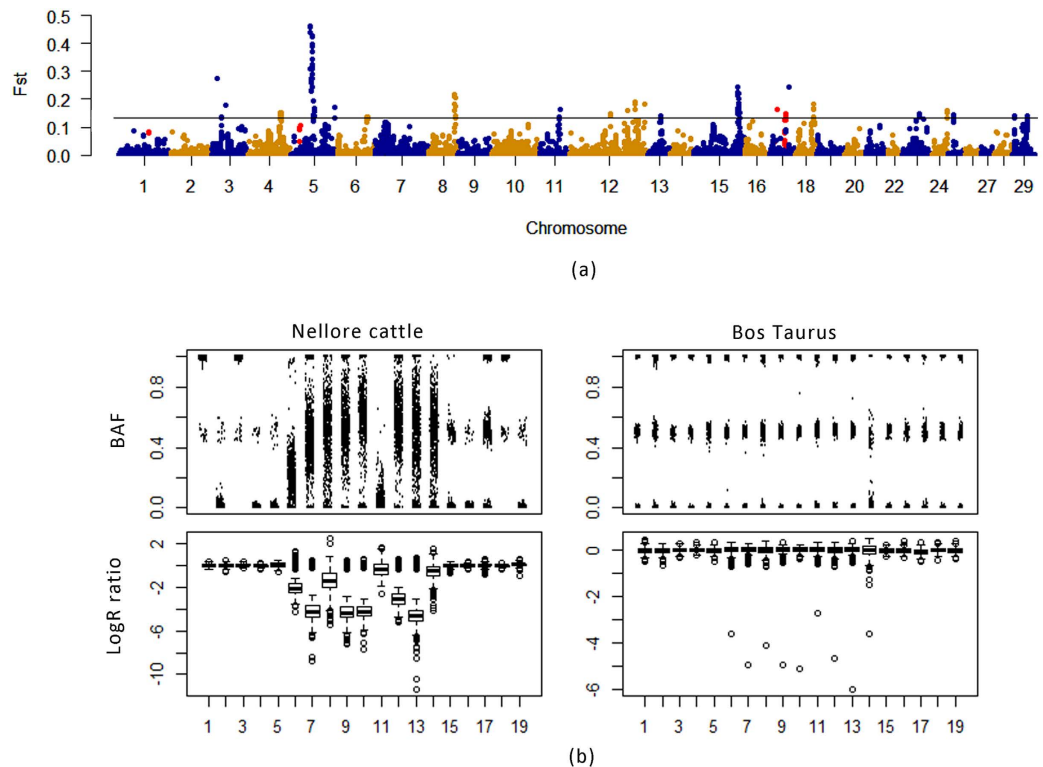 Fst
0.5
0.4
0.3
0.2
0.1
0.0
1 2 3 4 5 6 7 8 9 10 11 12 13 15 16 18 20 22 24 27 29
Chromosome
(a)
Nellore cattle
Bos Taurus
BAF
0.8
0.4
0.0
0.8
0.4
0.0
LogR ratio
2
-2
-6
-10
0
-2
-4
-6
1 3 5 7 9 11 13 15 17 19
1 3 5 7 9 11 13 15 17 19
(b)